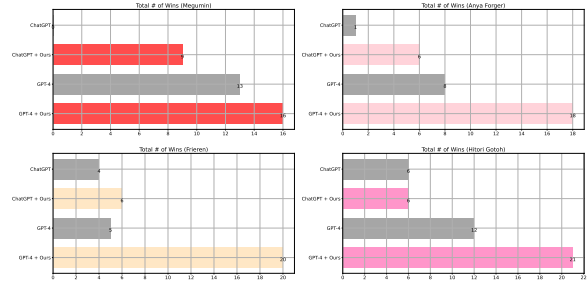 Total # of Wins (Megumin)
ChatGPT
0
ChatGPT + Ours
9
GPT-4
13
GPT-4 + Ours
16
0 2 4 6 8 10 12 14 16
Total # of Wins (Anya Forger)
ChatGPT
1
ChatGPT + Ours
6
GPT-4
8
GPT-4 + Ours
18
0 2 4 6 8 10 12 14 16 18
Total # of Wins (Frieren)
ChatGPT
4
ChatGPT + Ours
6
GPT-4
5
GPT-4 + Ours
20
0 2 4 6 8 10 12 14 16 18 20
Total # of Wins (Hitori Gotoh)
ChatGPT
6
ChatGPT + Ours
6
GPT-4
12
GPT-4 + Ours
21
0 2 4 6 8 10 12 14 16 18 20 22